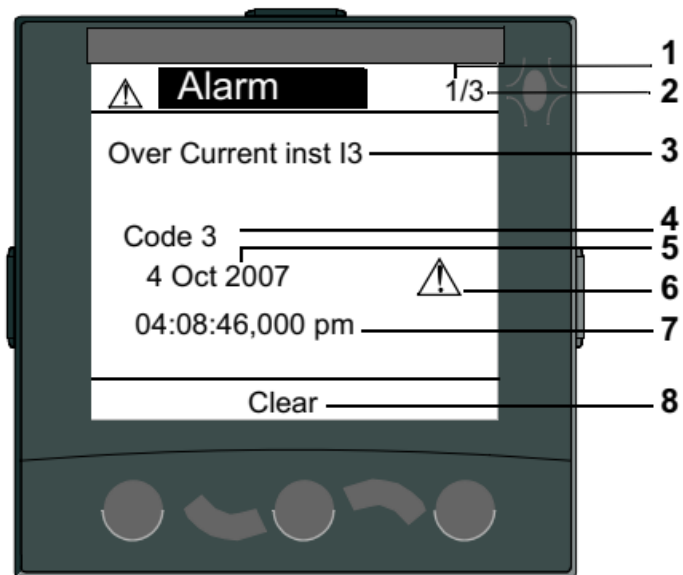 1
Alarm 1/3 2
Over Current inst I3 3
Code 3 4
5
4 Oct 2007 6
04:08:46,000 pm 7
Clear 8